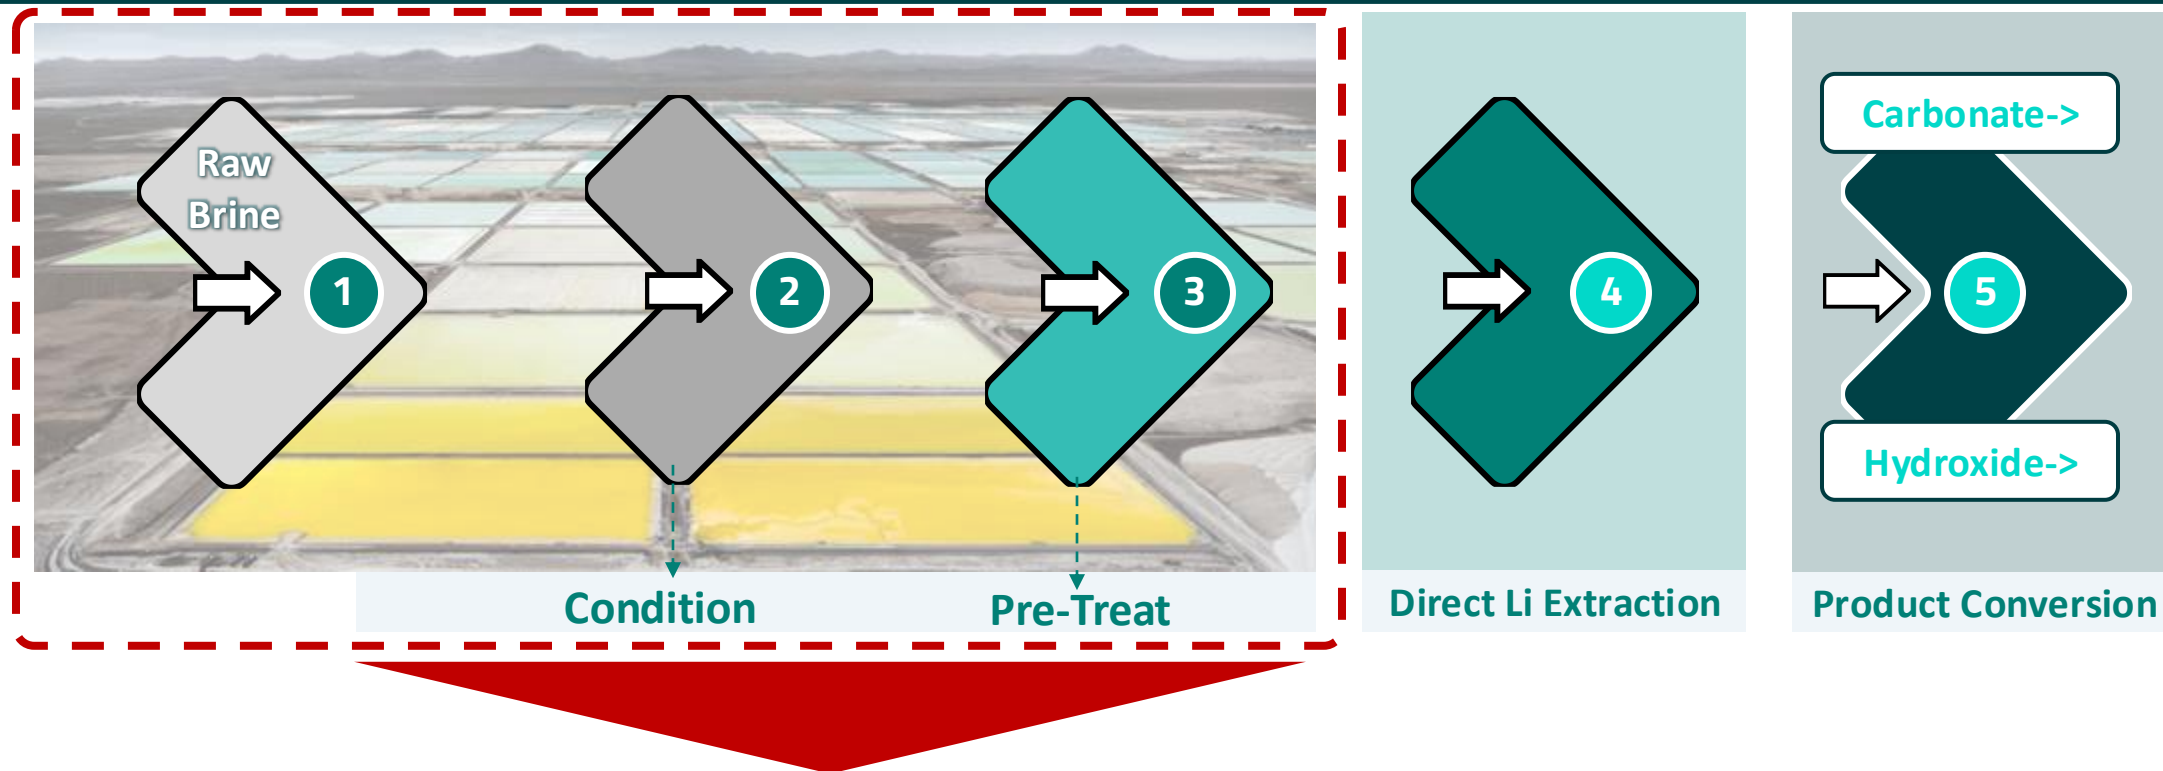 Raw
Brine
1
2
3
4
5
Carbonate->
Hydroxide->
Condition
Pre-Treat
Direct Li Extraction
Product Conversion